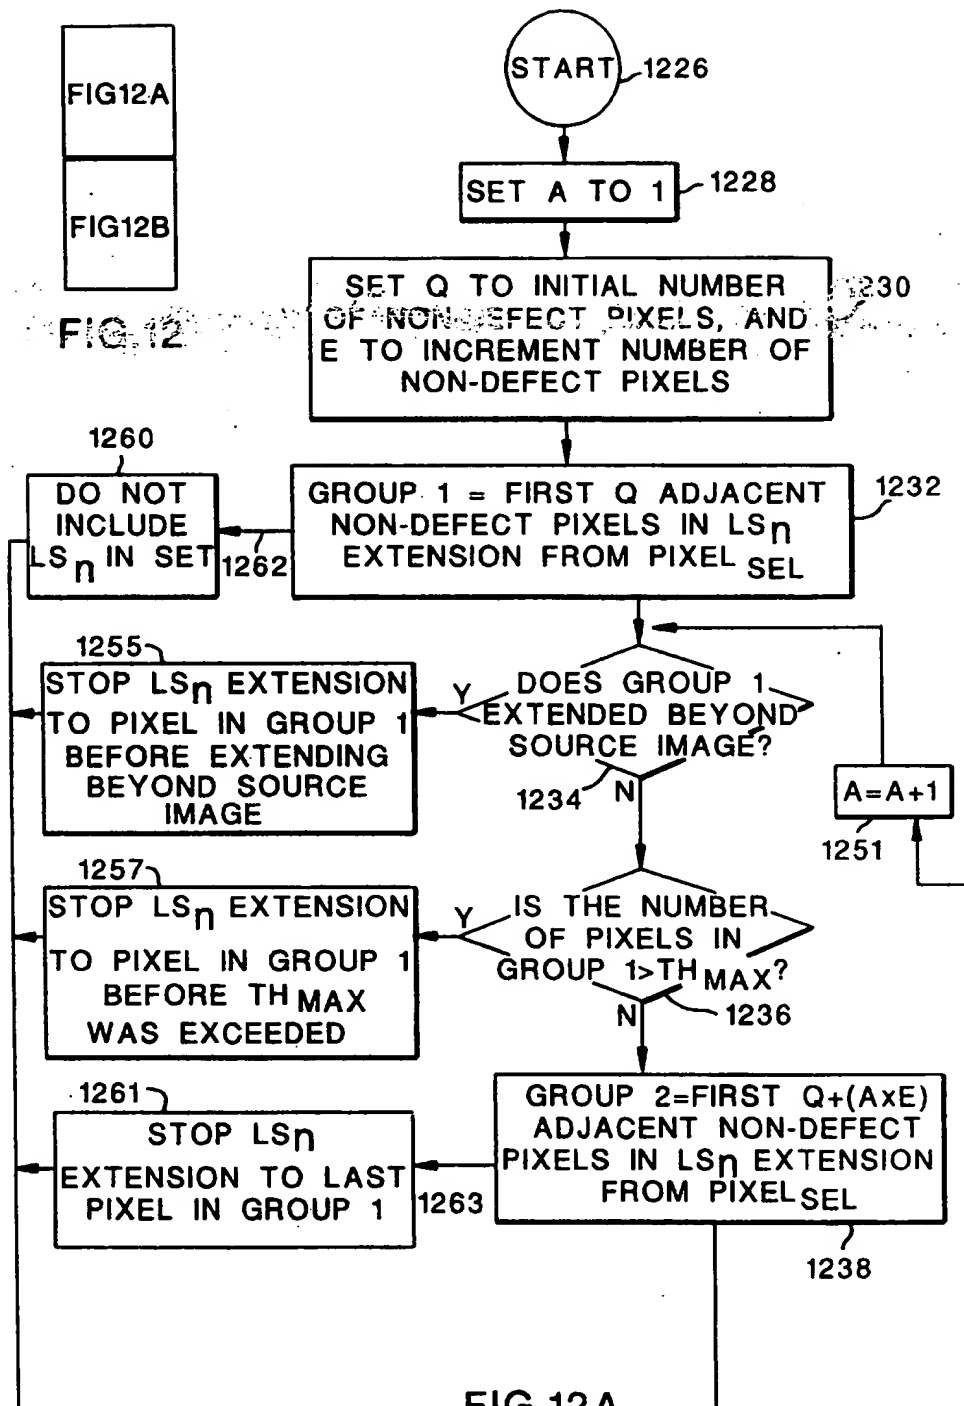 FIG12A
FIG12B
FIG.12
START
1226
SET A TO 1
1228
SET Q TO INITIAL NUMBER
OF NON-DEFECT PIXELS, AND
E TO INCREMENT NUMBER OF
NON-DEFECT PIXELS
1230
1260
DO NOT
INCLUDE
LSn IN SET
1262
GROUP 1 = FIRST Q ADJACENT
NON-DEFECT PIXELS IN LSn
EXTENSION FROM PIXEL SEL
1232
1255
STOP LSn EXTENSION
TO PIXEL IN GROUP 1
BEFORE EXTENDING
BEYOND SOURCE
IMAGE
Y
DOES GROUP 1
EXTENDED BEYOND
SOURCE IMAGE?
1234
N
A=A+1
1251
1257
STOP LSn EXTENSION
TO PIXEL IN GROUP 1
BEFORE TH MAX
WAS EXCEEDED
Y
IS THE NUMBER
OF PIXELS IN
GROUP 1>TH MAX?
1236
N
1261
STOP LSn
EXTENSION TO LAST
PIXEL IN GROUP 1
1263
GROUP 2=FIRST Q+(AxE)
ADJACENT NON-DEFECT
PIXELS IN LSn EXTENSION
FROM PIXEL SEL
1238
FIG.12A